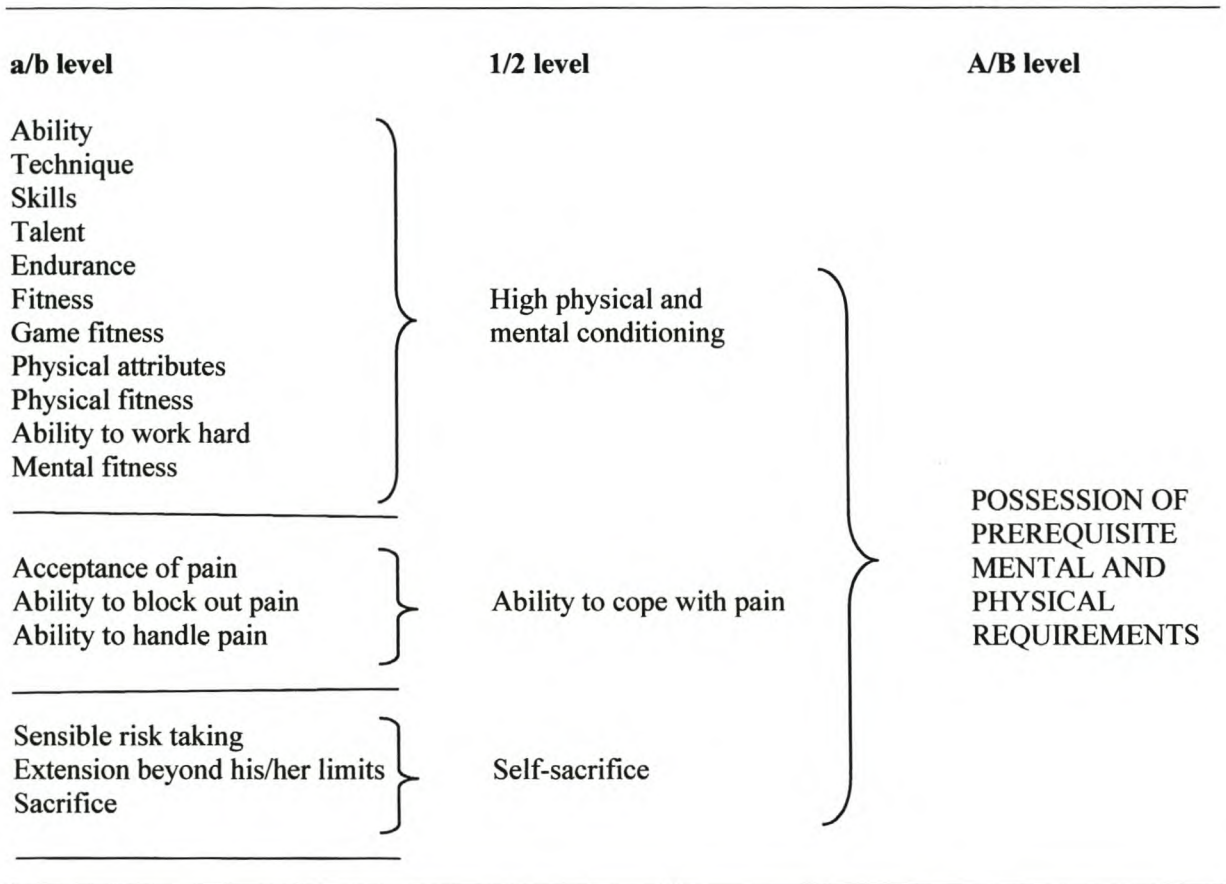 a/b level
1/2 level
A/B level
Ability
Technique
Skills
Talent
Endurance
Fitness
Game fitness
Physical attributes
Physical fitness
Ability to work hard
Mental fitness
High physical and
mental conditioning
Acceptance of pain
Ability to block out pain
Ability to handle pain
Ability to cope with pain
Sensible risk taking
Extension beyond his/her limits
Sacrifice
Self-sacrifice
POSSESSION OF
PREREQUISITE
MENTAL AND
PHYSICAL
REQUIREMENTS